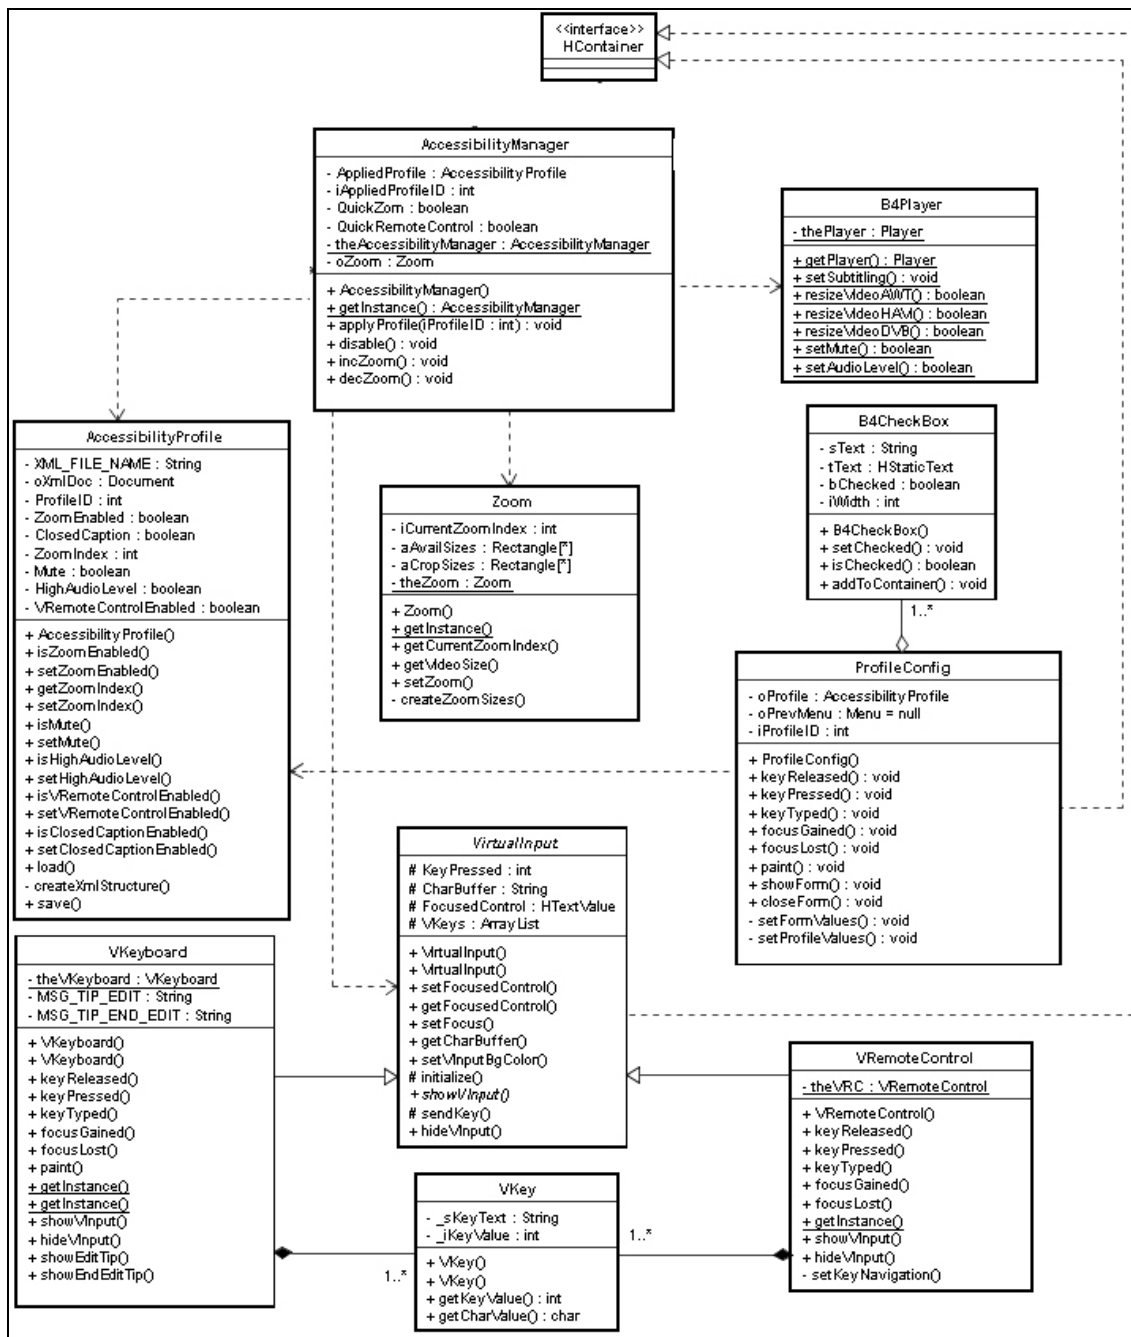 <<interface>>
HContainer
AccessibilityManager
- AppliedProfile : AccessibilityProfile
- iAppliedProfileID : int
- QuickZom : boolean
- QuickRemoteControl : boolean
- theAccessibilityManager : AccessibilityManager
- oZoom : Zoom
+ AccessibilityManager()
+ getInstance() : AccessibilityManager
+ applyProfile(iProfileID : int) : void
+ disable() : void
+ incZoom() : void
+ decZoom() : void
B4Player
- thePlayer : Player
+ getPlayer() : Player
+ setSubtitling() : void
+ resizeVideoAWT() : boolean
+ resizeVideoHAVI() : boolean
+ resizeVideoDVB() : boolean
+ setMute() : boolean
+ setAudioLevel() : boolean
AccessibilityProfile
- XML_FILE_NAME : String
- oXmlDoc : Document
- ProfileID : int
- ZoomEnabled : boolean
- ClosedCaption : boolean
- ZoomIndex : int
- Mute : boolean
- HighAudioLevel : boolean
- VRemoteControlEnabled : boolean
+ AccessibilityProfile()
+ isZoomEnabled()
+ setZoomEnabled()
+ getZoomIndex()
+ setZoomIndex()
+ isMute()
+ setMute()
+ isHighAudioLevel()
+ setHighAudioLevel()
+ isVRemoteControlEnabled()
+ setVRemoteControlEnabled()
+ isClosedCaptionEnabled()
+ setClosedCaptionEnabled()
+ load()
- createXmlStructure()
+ save()
Zoom
- iCurrentZoomIndex : int
- aAvailSizes : Rectangle[*]
- aCropSizes : Rectangle[*]
- theZoom : Zoom
+ Zoom()
+ getInstance()
+ getCurrentZoomIndex()
+ getVideoSize()
+ setZoom()
- createZoomSizes()
B4CheckBox
- sText : String
- tText : HStaticText
- bChecked : boolean
- iWidth : int
+ B4CheckBox()
+ setChecked() : void
+ isChecked() : boolean
+ addToContainer() : void
1..*
ProfileConfig
- oProfile : AccessibilityProfile
- oPrevMenu : Menu = null
- iProfileID : int
+ ProfileConfig()
+ keyReleased() : void
+ keyPressed() : void
+ keyTyped() : void
+ focusGained() : void
+ focusLost() : void
+ paint() : void
+ showForm() : void
+ closeForm() : void
- setFormValues() : void
- setProfileValues() : void
VirtualInput
# KeyPressed : int
# CharBuffer : String
# FocusedControl : HTextValue
# VKeys : ArrayList
+ VirtualInput()
+ VirtualInput()
+ setFocusedControl()
+ getFocusedControl()
+ setFocus()
+ getCharBuffer()
+ setVInputBgColor()
# initialize()
+ showVInput()
# sendKey()
+ hideVInput()
VKeyboard
- theVKeyboard : VKeyboard
- MSG_TIP_EDIT : String
- MSG_TIP_END_EDIT : String
+ VKeyboard()
+ VKeyboard()
+ keyReleased()
+ keyPressed()
+ keyTyped()
+ focusGained()
+ focusLost()
+ paint()
+ getInstance()
+ getInstance()
+ showVInput()
+ hideVInput()
+ showEditTip()
+ showEndEditTip()
1..*
VKey
- _sKeyText : String
- _iKeyValue : int
+ VKey()
+ VKey()
+ getKeyValue() : int
+ getCharValue() : char
1..*
VRemoteControl
- theVRC : VRemoteControl
+ VRemoteControl()
+ keyReleased()
+ keyPressed()
+ keyTyped()
+ focusGained()
+ focusLost()
+ getInstance()
+ showVInput()
+ hideVInput()
- setKeyNavigation()